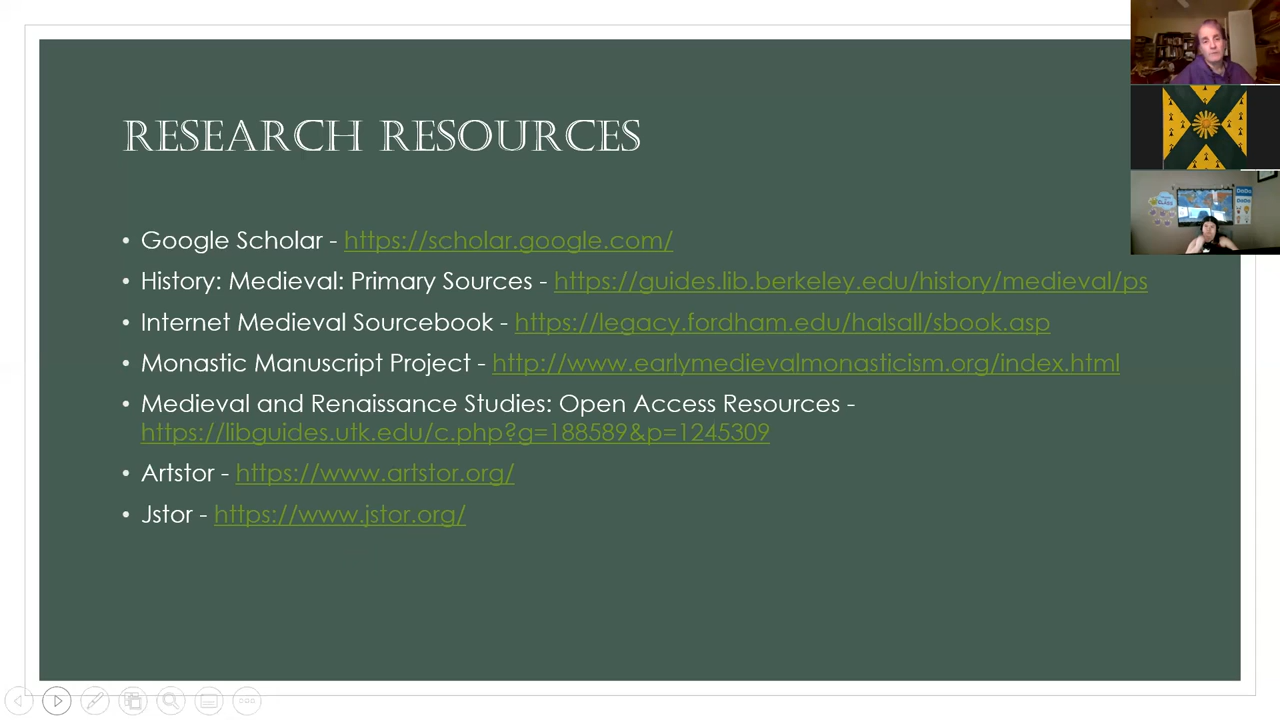 RESEARCH RESOURCES
• Google Scholar - https://scholar.google.com/
• History: Medieval: Primary Sources - https://guides.lib.berkeley.edu/history/medieval/ps
• Internet Medieval Sourcebook - https://legacy.fordham.edu/halsall/sbook.asp
• Monastic Manuscript Project - http://www.earlymedievalmonasticism.org/index.html
• Medieval and Renaissance Studies: Open Access Resources -
https://libguides.utk.edu/c.php?g=188589&p=1245309
• Artstor - https://www.artstor.org/
• Jstor - https://www.jstor.org/